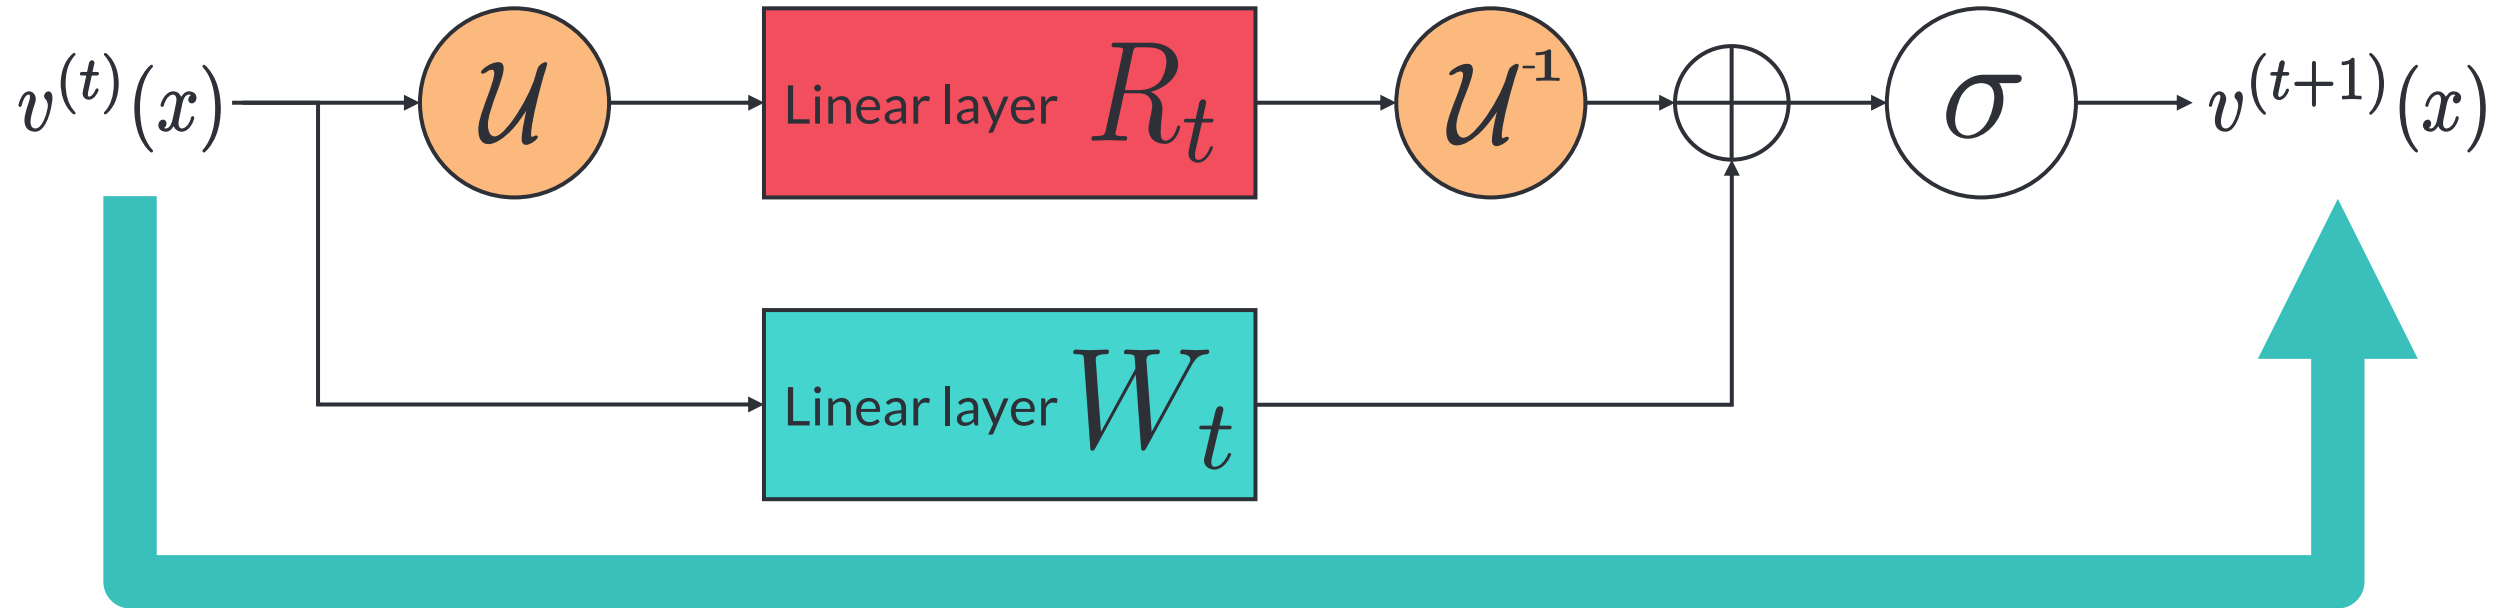 v^{(t)}(x)
𝒰
Linear layer R_t
𝒰^{-1}
σ
v^{(t+1)}(x)
Linear layer W_t